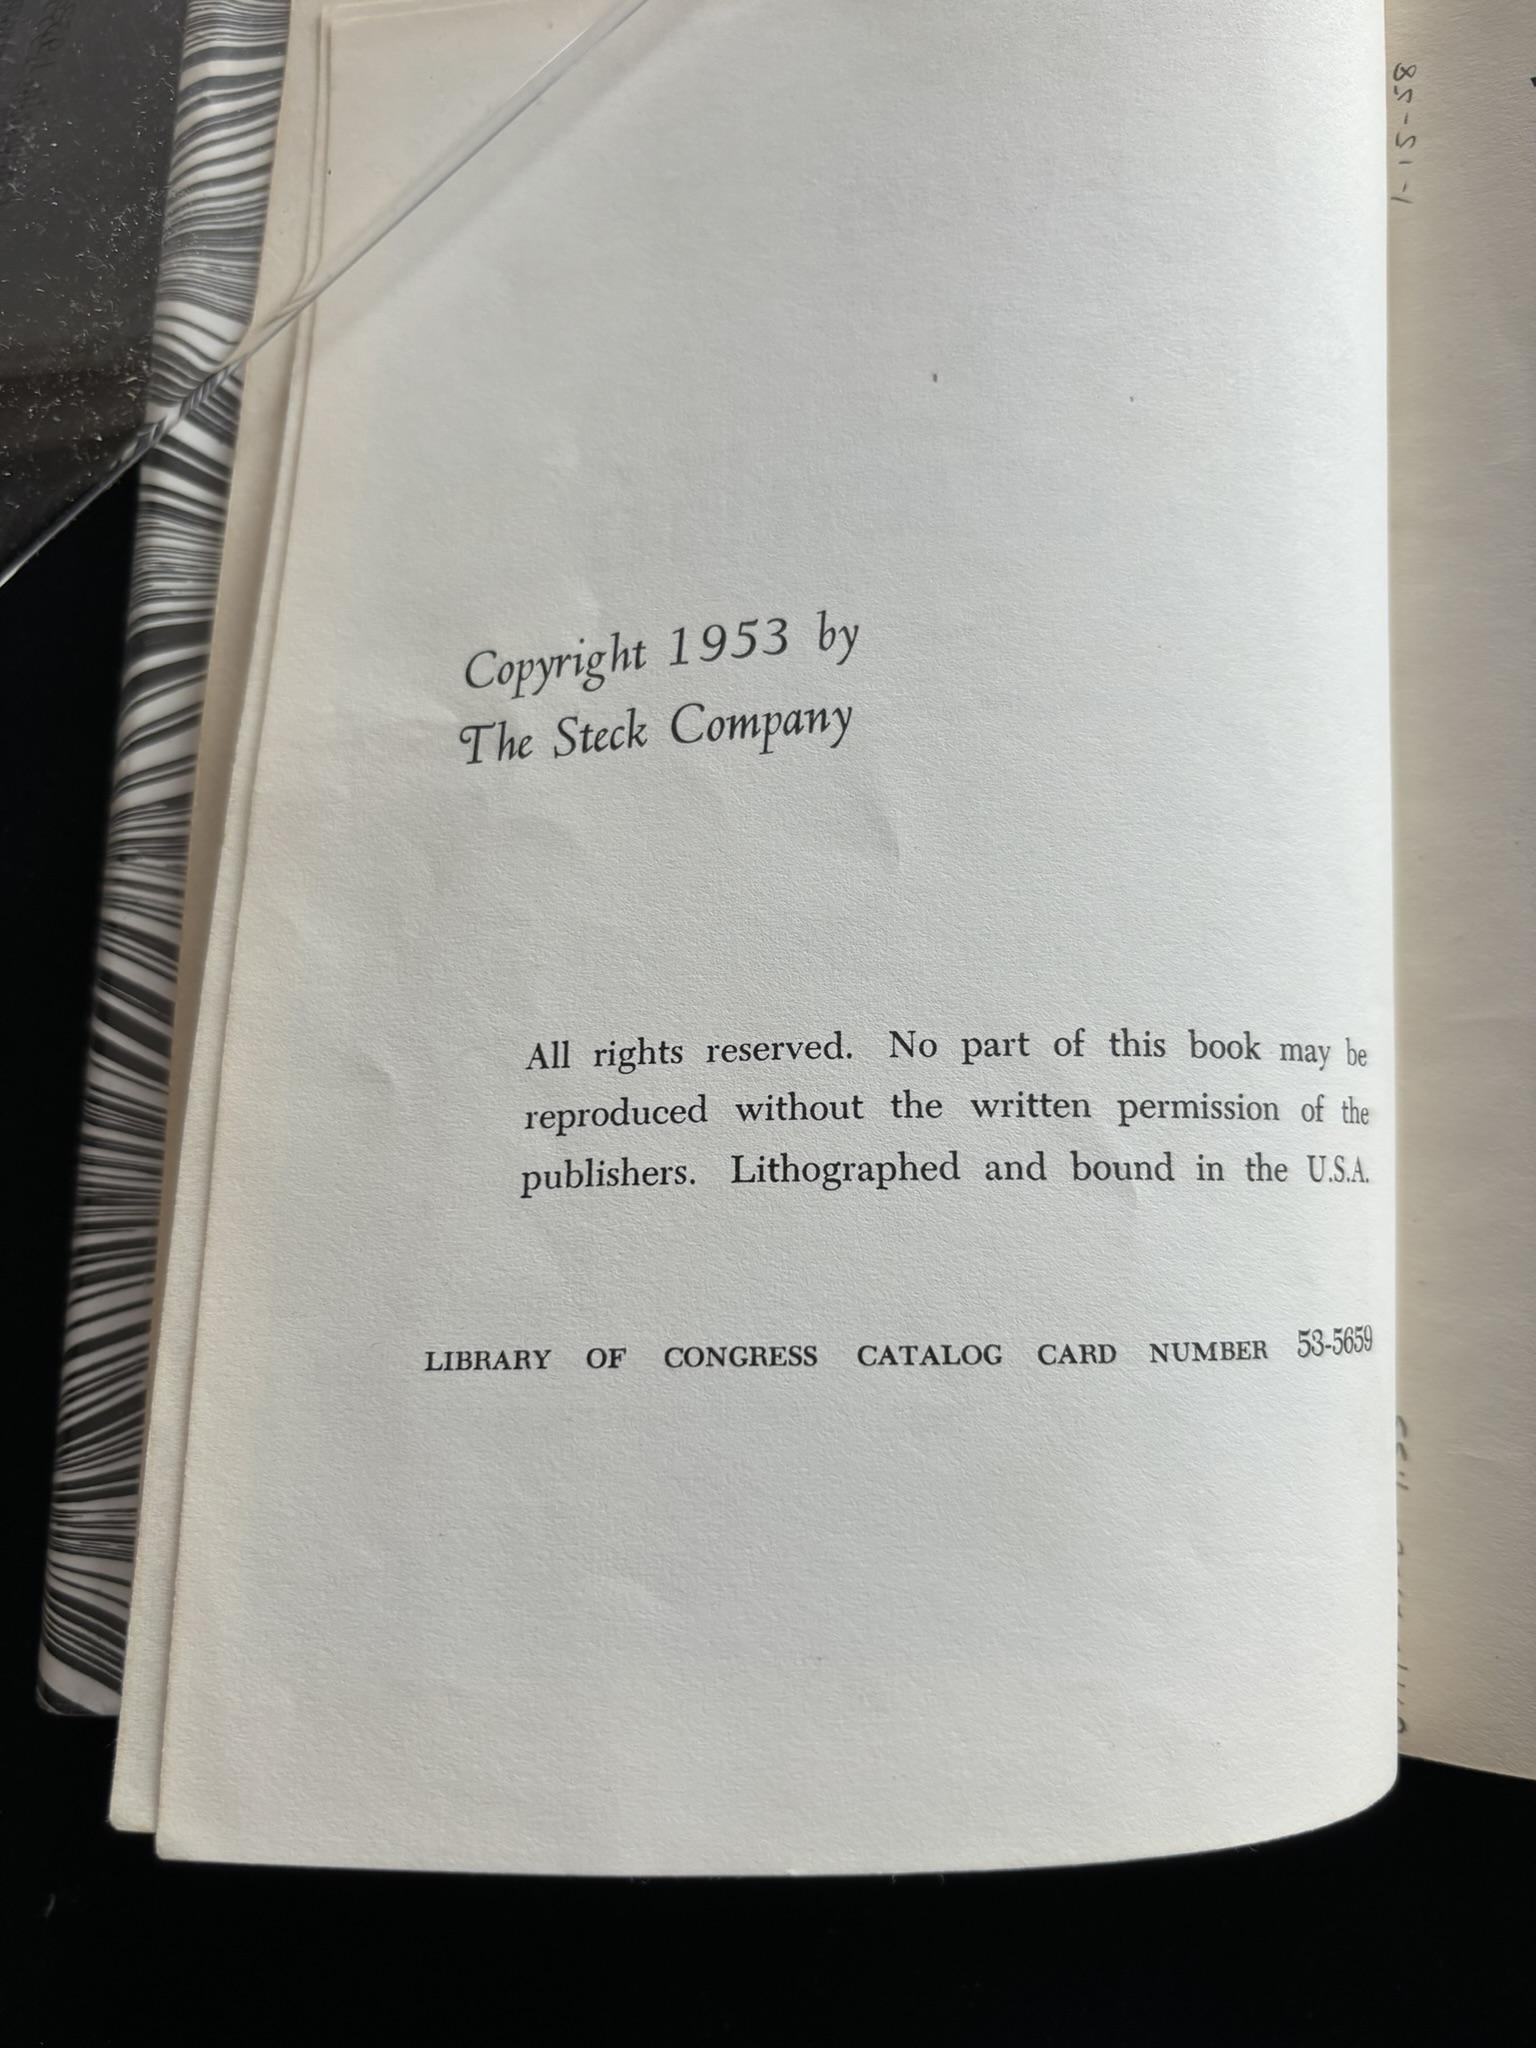 Copyright 1953 by
The Steck Company
All rights reserved. No part of this book may be
reproduced without the written permission of the
publishers. Lithographed and bound in the U.S.A.
LIBRARY OF CONGRESS CATALOG CARD NUMBER 53-5659
1-15-58